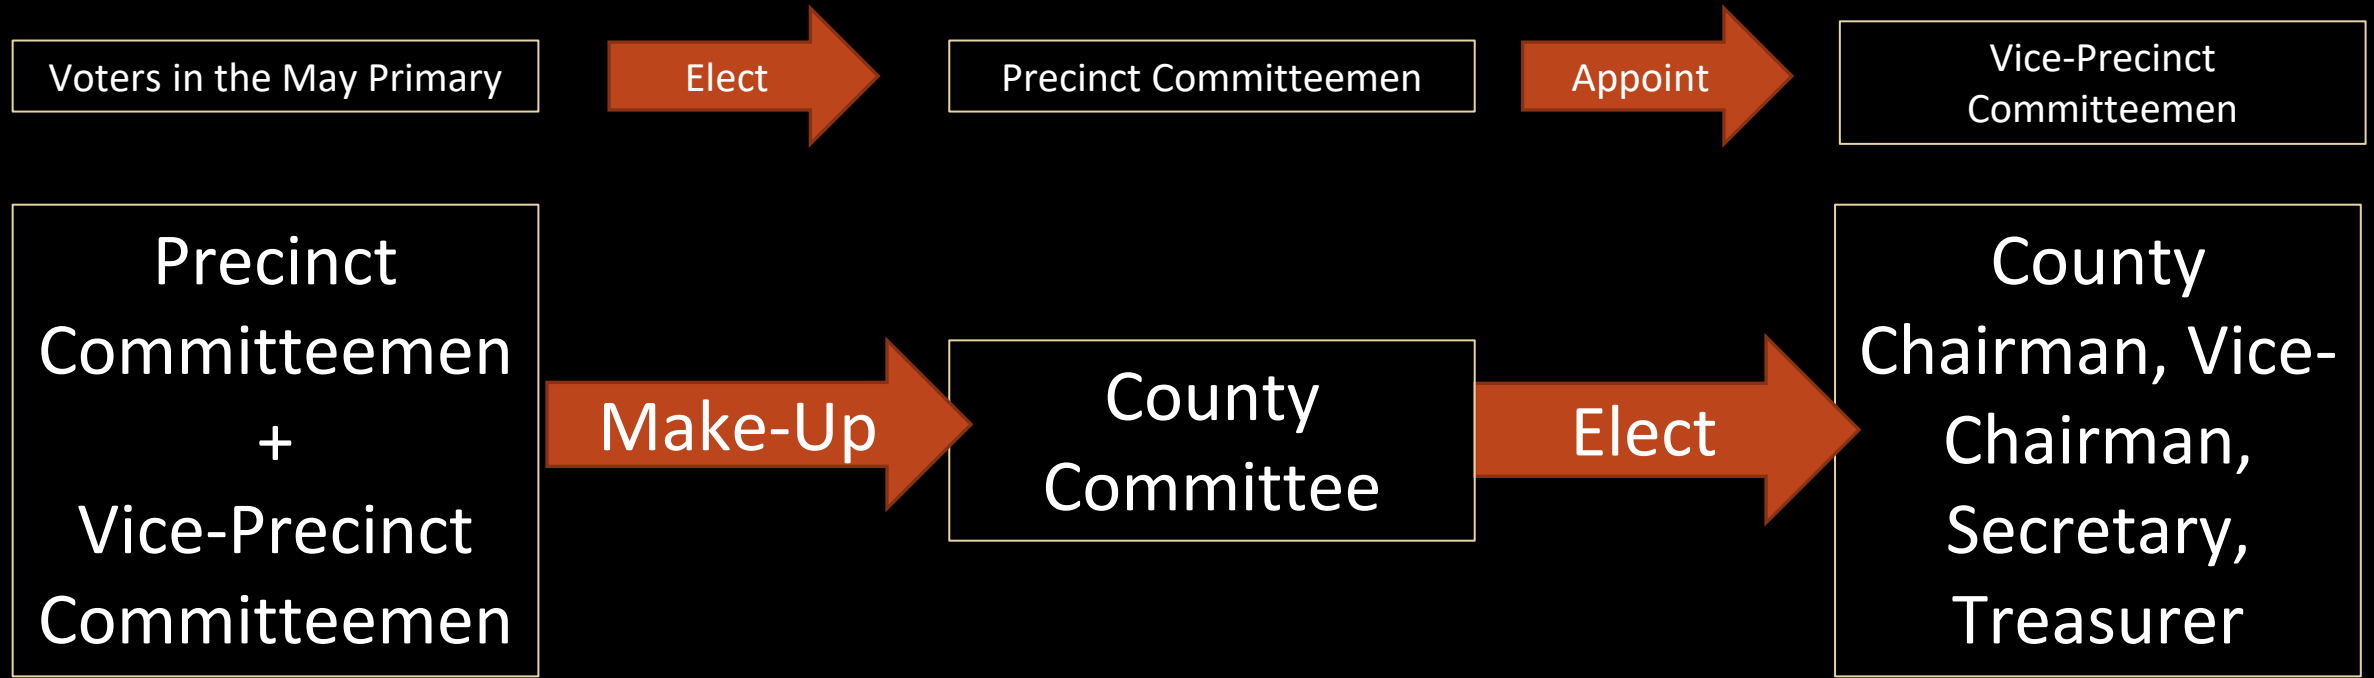 Voters in the May Primary
Elect
Precinct Committeemen
Appoint
Vice-Precinct
Committeemen
Precinct
Committeemen
+
Vice-Precinct
Committeemen
Make-Up
County
Committee
Elect
County
Chairman, Vice-
Chairman,
Secretary,
Treasurer